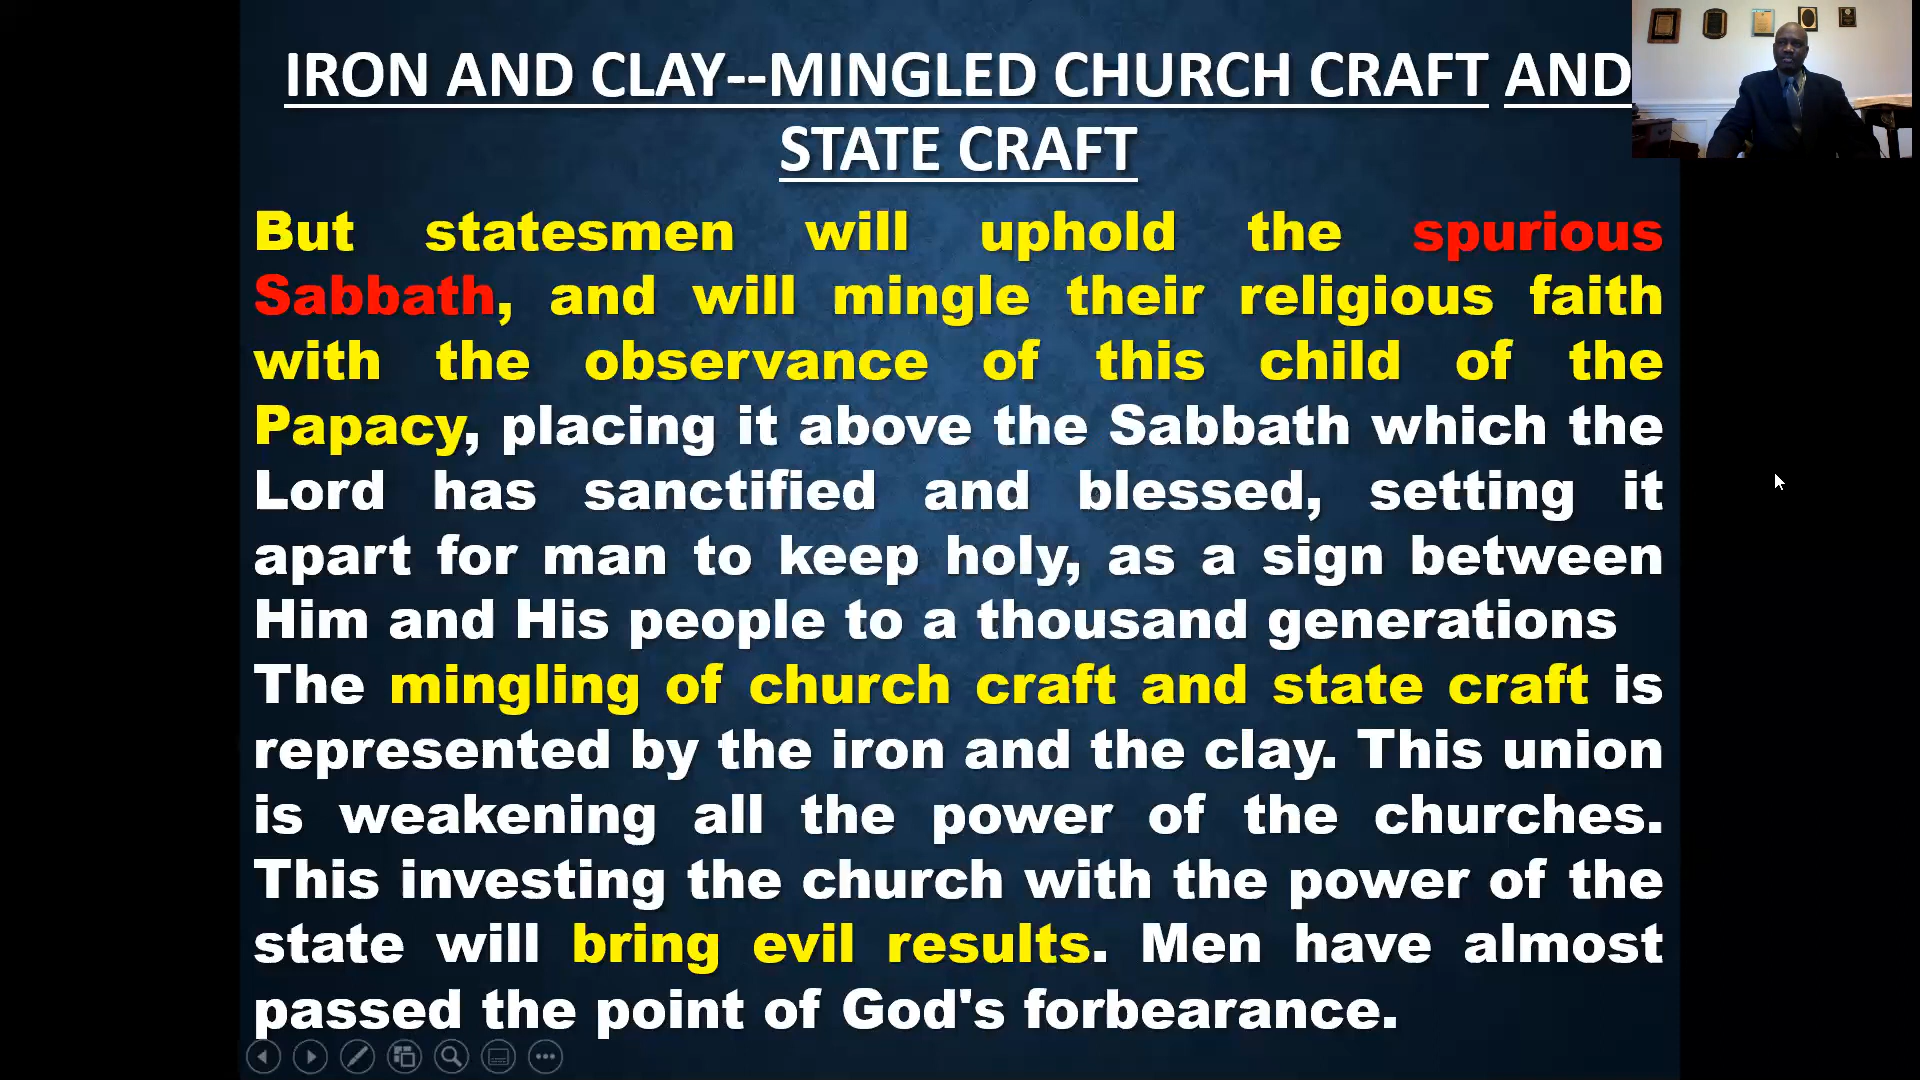 IRON AND CLAY--MINGLED CHURCH CRAFT AND
STATE CRAFT
But statesmen will uphold the spurious
Sabbath, and will mingle their religious faith
with the observance of this child of the
Papacy, placing it above the Sabbath which the
Lord has sanctified and blessed, setting it
apart for man to keep holy, as a sign between
Him and His people to a thousand generations
The mingling of church craft and state craft is
represented by the iron and the clay. This union
is weakening all the power of the churches.
This investing the church with the power of the
state will bring evil results. Men have almost
passed the point of God's forbearance.